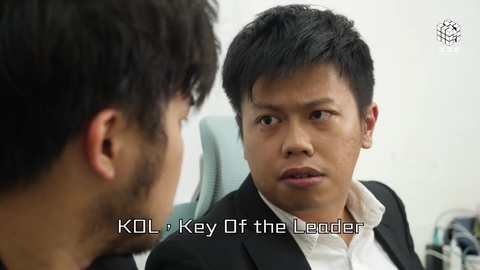 KOL，Key Of the Leader